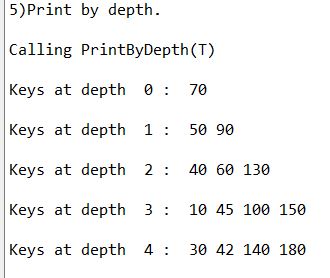 5)Print by depth.
Calling PrintByDepth(T)
Keys at depth  0 :  70
Keys at depth  1 :  50 90
Keys at depth  2 :  40 60 130
Keys at depth  3 :  10 45 100 150
Keys at depth  4 :  30 42 140 180